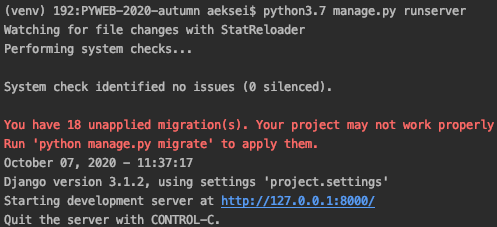 (venv) 192:PYWEB-2020-autumn aeksei$ python3.7 manage.py runserver
Watching for file changes with StatReloader
Performing system checks...
System check identified no issues (0 silenced).
You have 18 unapplied migration(s). Your project may not work properly
Run 'python manage.py migrate' to apply them.
October 07, 2020 - 11:37:17
Django version 3.1.2, using settings 'project.settings'
Starting development server at http://127.0.0.1:8000/
Quit the server with CONTROL-C.